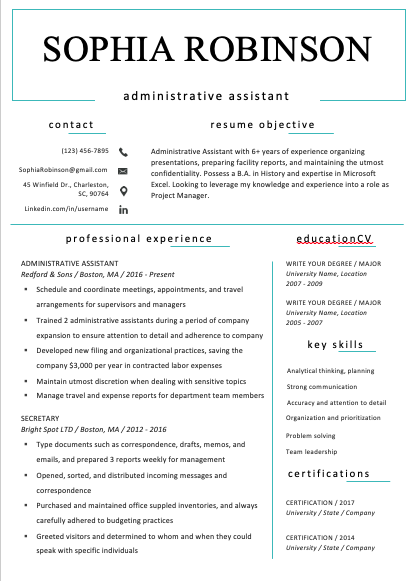 SOPHIA ROBINSON
administrative assistant
contact
(123) 456-7895
SophiaRobinson@gmail.com
45 Winfield Dr., Charleston,
SC, 90764
Linkedin.com/in/username
resume objective
Administrative Assistant with 6+ years of experience organizing
presentations, preparing facility reports, and maintaining the utmost
confidentiality. Possess a B.A. in History and expertise in Microsoft
Excel. Looking to leverage my knowledge and experience into a role as
Project Manager.
professional experience
ADMINISTRATIVE ASSISTANT
Redford & Sons / Boston, MA / 2016 - Present
▪ Schedule and coordinate meetings, appointments, and travel
arrangements for supervisors and managers
▪ Trained 2 administrative assistants during a period of company
expansion to ensure attention to detail and adherence to company
▪ Developed new filing and organizational practices, saving the
company $3,000 per year in contracted labor expenses
▪ Maintain utmost discretion when dealing with sensitive topics
▪ Manage travel and expense reports for department team members
SECRETARY
Bright Spot LTD / Boston, MA / 2012 - 2016
▪ Type documents such as correspondence, drafts, memos, and
emails, and prepared 3 reports weekly for management
▪ Opened, sorted, and distributed incoming messages and
correspondence
▪ Purchased and maintained office suppled inventories, and always
carefully adhered to budgeting practices
▪ Greeted visitors and determined to whom and when they could
speak with specific individuals
educationCV
WRITE YOUR DEGREE / MAJOR
University Name, Location
2007 - 2009
WRITE YOUR DEGREE / MAJOR
University Name, Location
2005 - 2007
key skills
Analytical thinking, planning
Strong communication
Accuracy and attention to detail
Organization and prioritization
Problem solving
Team leadership
certifications
CERTIFICATION / 2017
University / State / Company
CERTIFICATION / 2014
University / State / Company